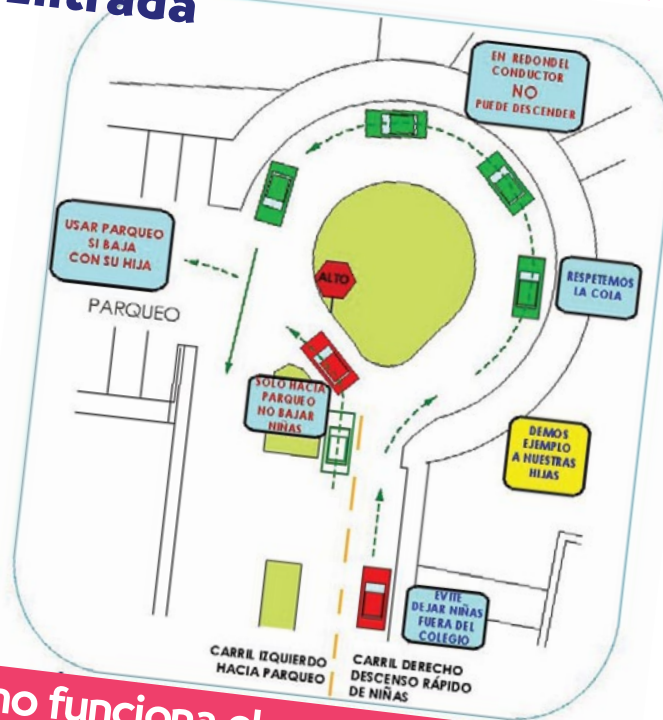 Entrada
EN REDONDEL
CONDUCTOR
NO
PUEDE DESCENDER
USAR PARQUEO
SI BAJA
CON SU HIJA
ALTO
RESPETEMOS
LA COLA
PARQUEO
SOLO HACIA
PARQUEO
NO BAJAR
NIÑAS
DEMOS
EJEMPLO
A NUESTRAS
HIJAS
EVITE
DEJAR NIÑAS
FUERA DEL
COLEGIO
CARRIL IZQUIERDO
HACIA PARQUEO
CARRIL DERECHO
DESCENSO RÁPIDO
DE NIÑAS
mo funciona el